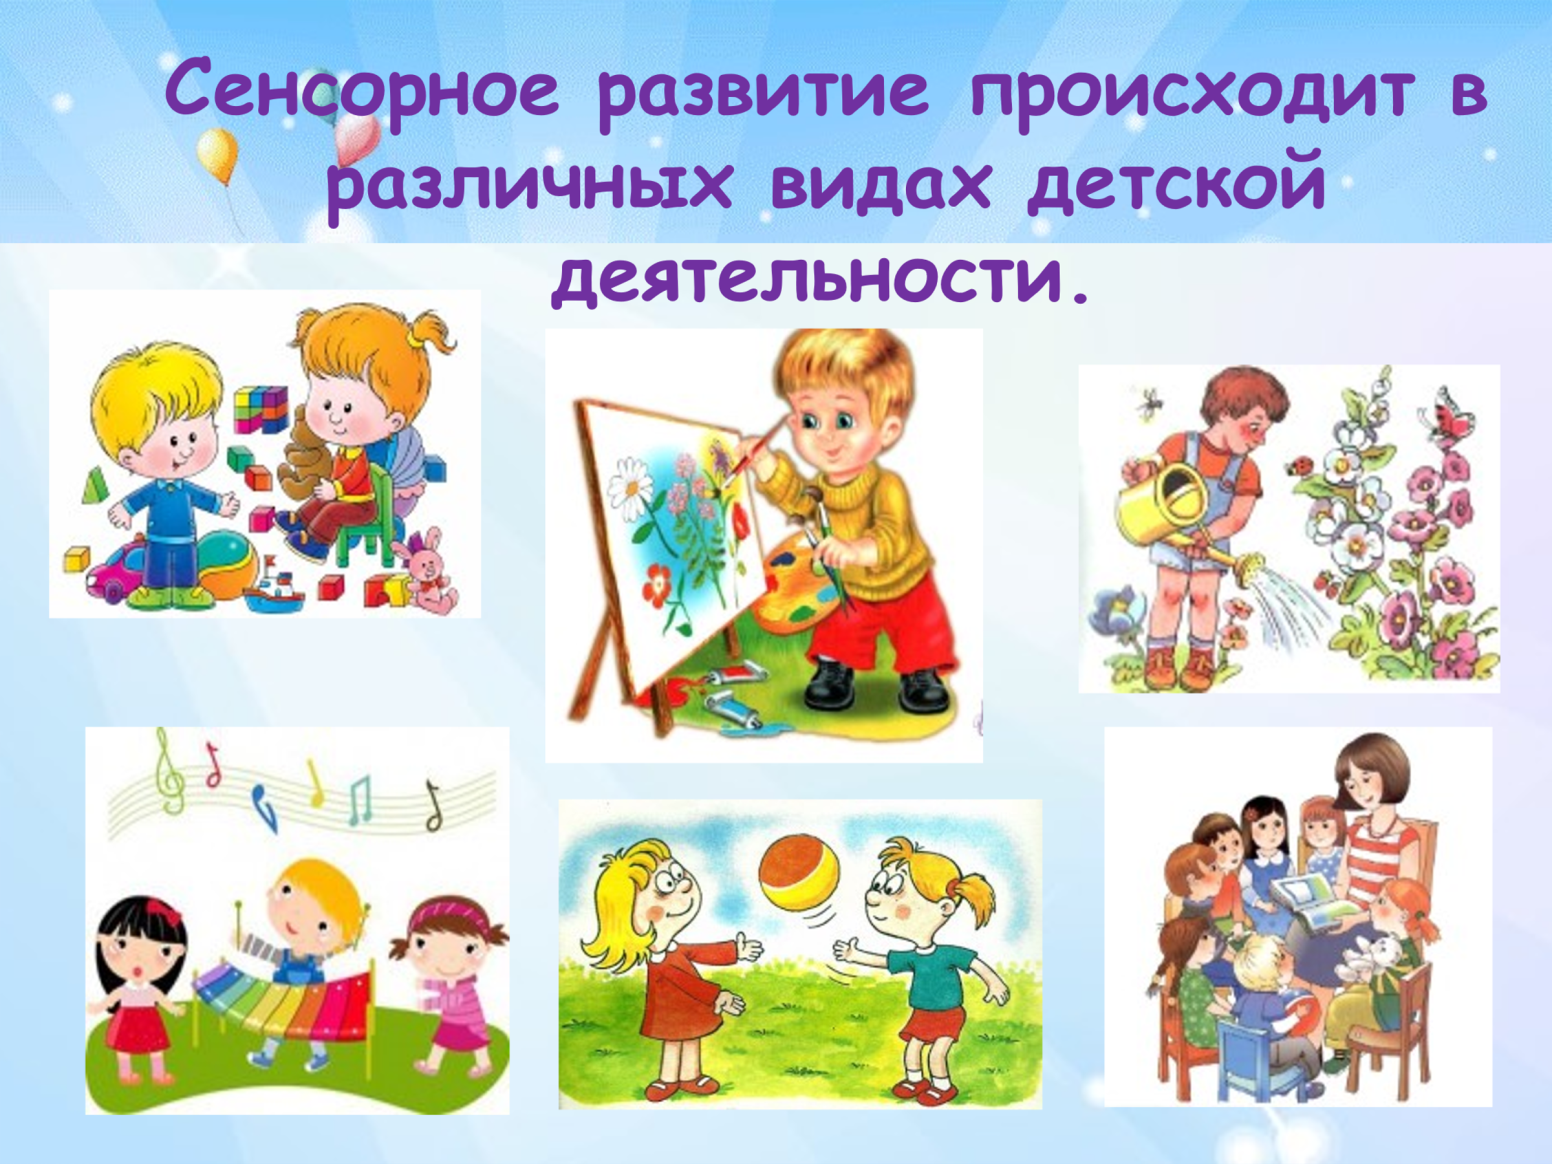 Сенсорное развитие происходит в
различных видах детской
деятельности.